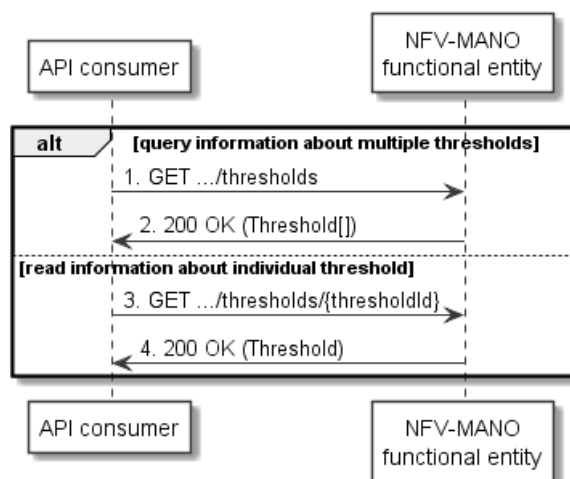 API consumer
NFV-MANO
functional entity
alt
[query information about multiple thresholds]
1. GET .../thresholds
2. 200 OK (Threshold[])
[read information about individual threshold]
3. GET .../thresholds/{thresholdId}
4. 200 OK (Threshold)
API consumer
NFV-MANO
functional entity